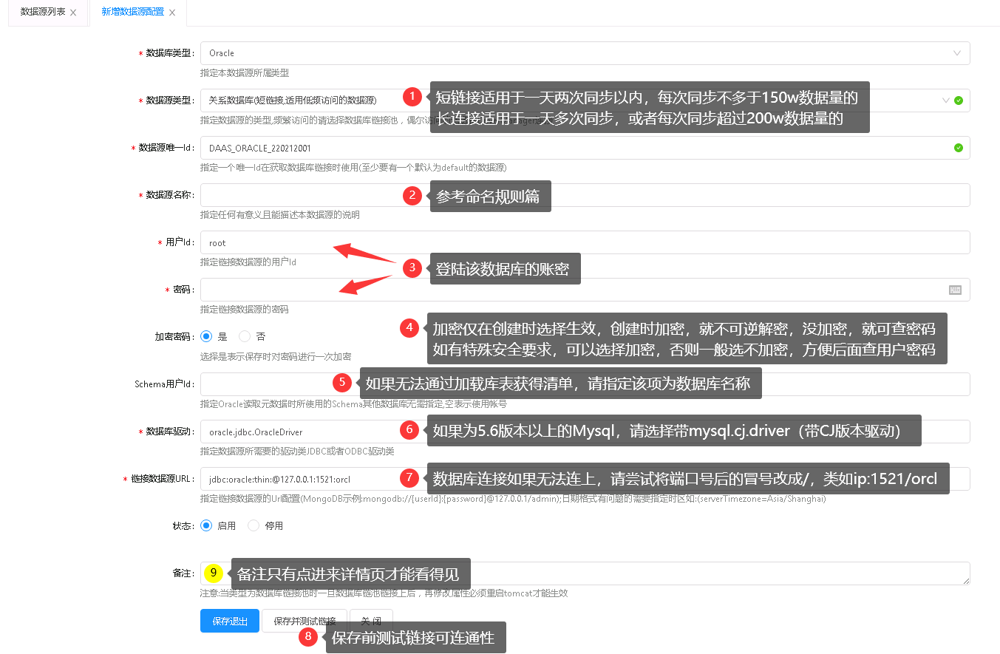 数据源列表 × 新增数据源配置 ×
* 数据库类型: Oracle
指定本数据源所属类型
* 数据源类型: 关系数据库(短链接,适用低频访问的数据源)
1 短链接适用于一天两次同步以内，每次同步不多于150w数据量的
长连接适用于一天多次同步，或者每次同步超过200w数据量的
指定数据源的类型,频繁访问的请选择数据库链接池，偶尔访
* 数据源唯一Id: DAAS_ORACLE_220212001
指定一个唯一Id在获取数据库链接时使用(至少要有一个默认为default的数据源)
* 数据源名称: 2 参考命名规则篇
指定任何有意义且能描述本数据源的说明
* 用户Id: root
指定链接数据源的用户Id
3 登陆该数据库的账密
* 密码:
指定链接数据源的密码
加密密码: 是 否
4 加密仅在创建时选择生效，创建时加密，就不可逆解密，没加密，就可查密码
如有特殊安全要求，可以选择加密，否则一般选不加密，方便后面查用户密码
选择是表示保存时对密码进行一次加密
Schema用户Id: 5 如果无法通过加载库表获得清单，请指定该项为数据库名称
指定Oracle读取元数据时所使用的Schema其他数据库无需指定,空表示使用帐号
* 数据库驱动: oracle.jdbc.OracleDriver 6 如果为5.6版本以上的Mysql，请选择带mysql.cj.driver（带CJ版本驱动）
指定数据源所需要的驱动类JDBC或者ODBC驱动类
* 链接数据源URL: jdbc:oracle:thin:@127.0.0.1:1521:orcl 7 数据库连接如果无法连上，请尝试将端口号后的冒号改成/，类如ip:1521/orcl
指定链接数据源的Url配置(MongoDB示例:mongodb://{userId}:{password}@127.0.0.1/admin);日期格式有问题的需要指定时区如:(serverTimezone=Asia/Shanghai)
状态: 启用 停用
备注: 9 备注只有点进来详情页才能看得见
注意:当类型为数据库链接池时一旦数据库链池链接上后，再修改属性必须重启tomcat才能生效
保存退出 保存并测试链接 关 闭
8 保存前测试链接可连通性